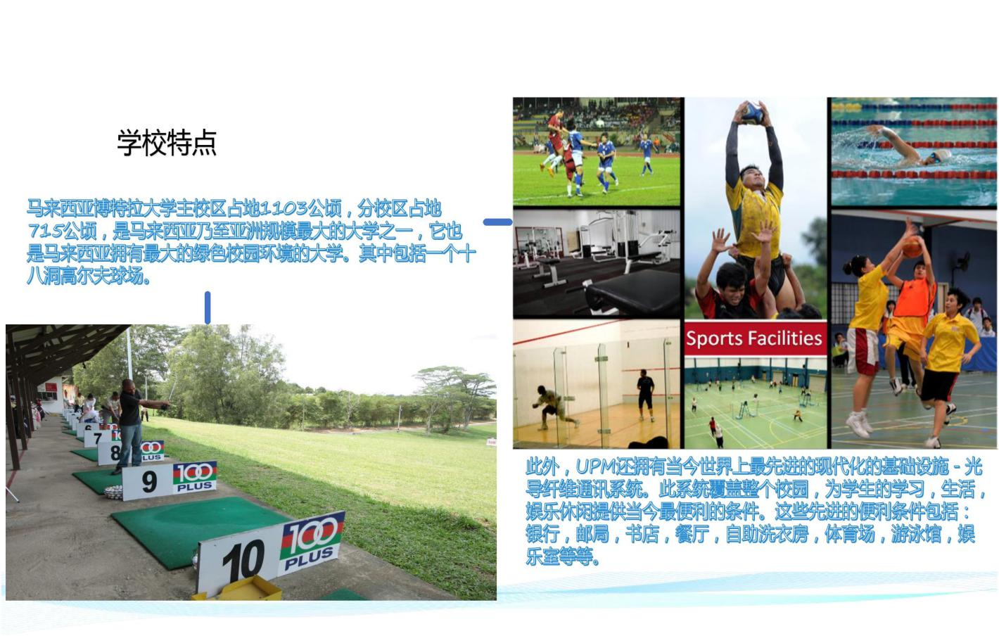 学校特点
马来西亚博特拉大学主校区占地1103公顷，分校区占地
715公顷，是马来西亚乃至亚洲规模最大的大学之一，它也
是马来西亚拥有最大的绿色校园环境的大学。其中包括一个十
八洞高尔夫球场。
Sports Facilities
7
8
100
PLUS
9
100
PLUS
10
100
PLUS
此外，UPM还拥有当今世界上最先进的现代化的基础设施-光
导纤维通讯系统。此系统覆盖整个校园，为学生的学习，生活，
娱乐休闲提供当今最便利的条件。这些先进的便利条件包括：
银行，邮局，书店，餐厅，自助洗衣房，体育场，游泳馆，娱
乐室等等。